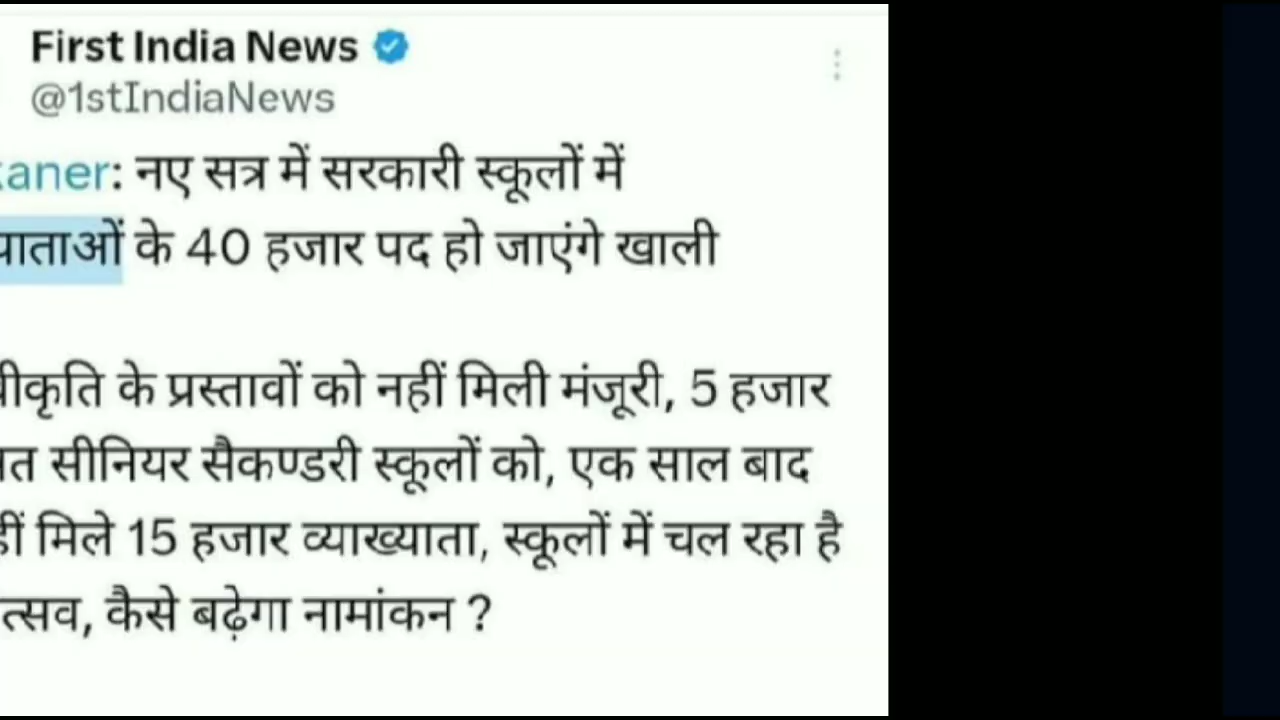 First India News
@1stIndiaNews
: नए सत्र में सरकारी स्कूलों में
के 40 हजार पद हो जाएंगे खाली
के प्रस्तावों को नहीं मिली मंजूरी, 5 हजार
सीनियर सैकण्डरी स्कूलों को, एक साल बाद
मिले 15 हजार व्याख्याता, स्कूलों में चल रहा है
कैसे बढ़ेगा नामांकन ?